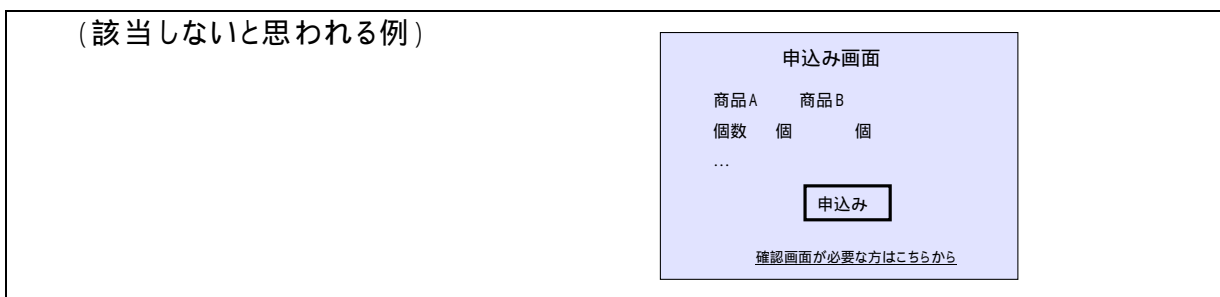 (該当しないと思われる例)
申込み画面
商品A 商品B
個数 個 個
…
申込み
確認画面が必要な方はこちらから